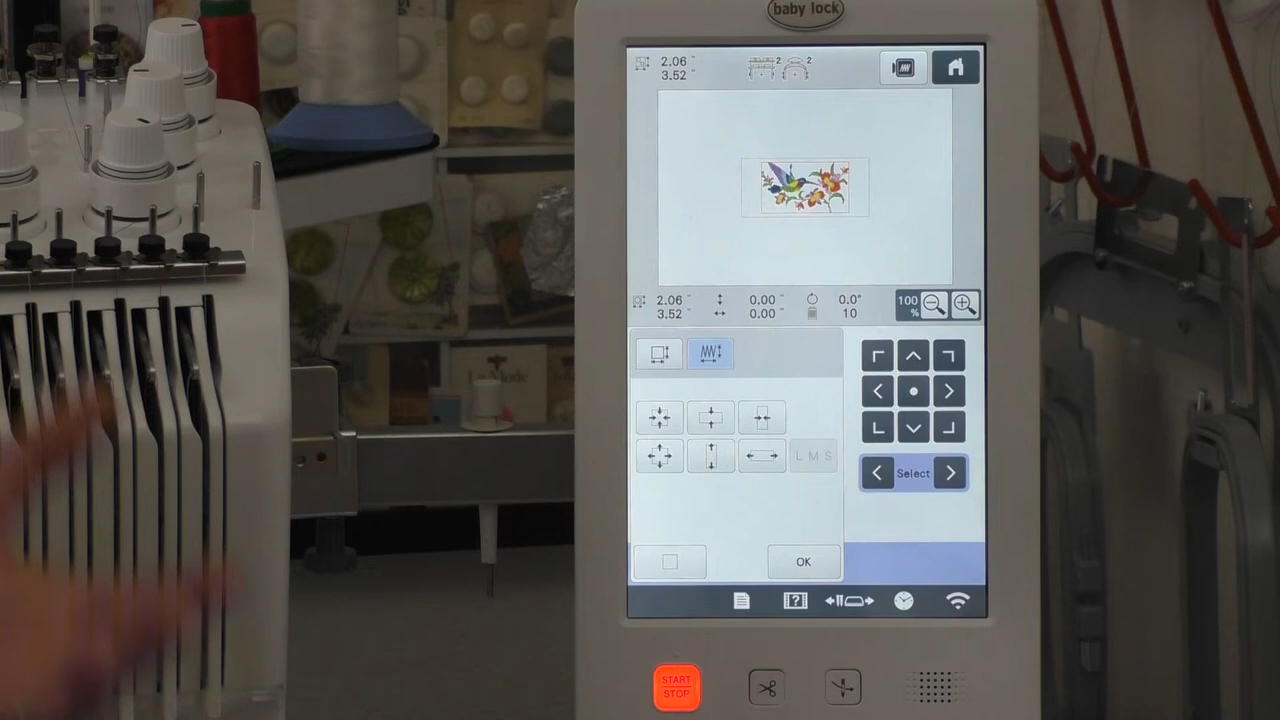 baby lock
2.06 "
3.52 "
2
2
2.06 "
3.52 "
0.00 "
0.00 "
0.0°
10
100
%
L M S
Select
OK
?
START
STOP